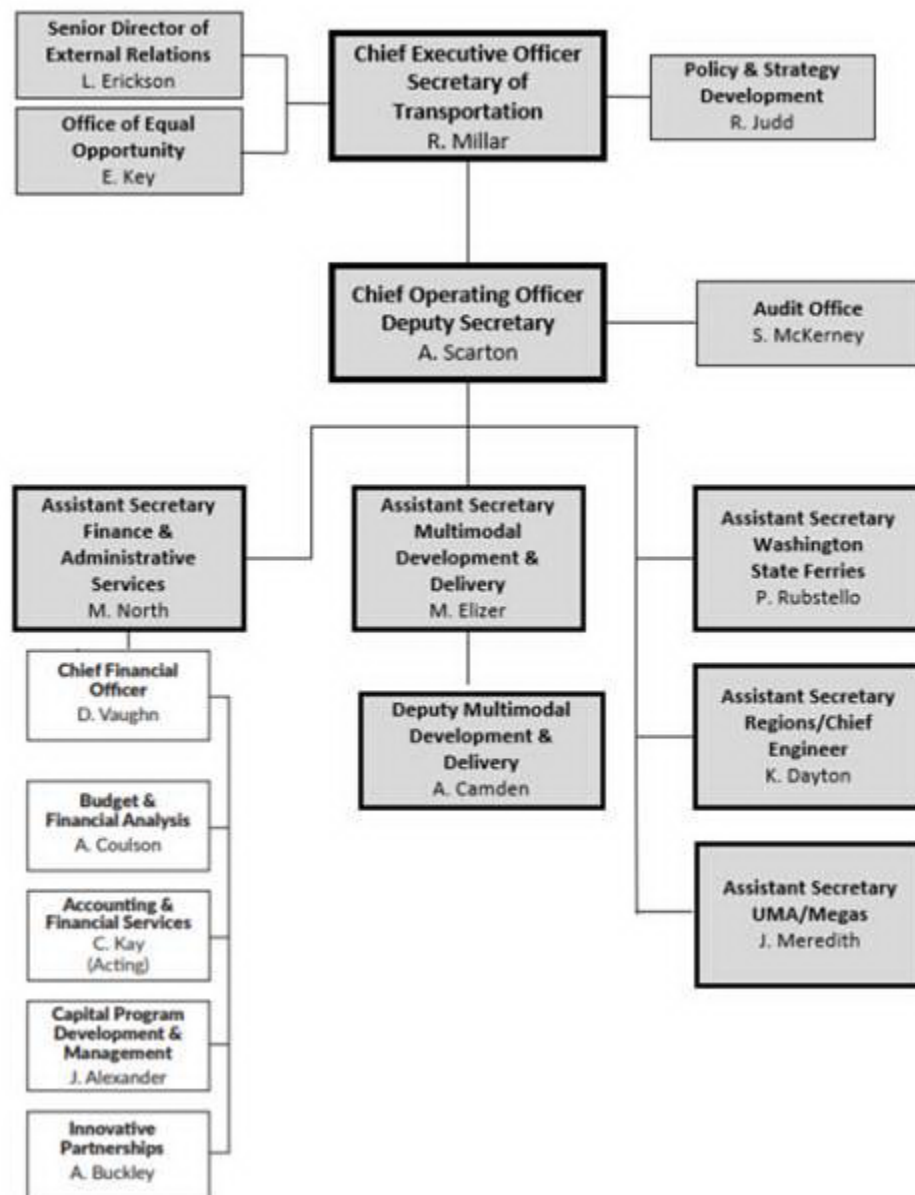 Senior Director of
External Relations
L. Erickson
Office of Equal
Opportunity
E. Key
Chief Executive Officer
Secretary of
Transportation
R. Millar
Policy & Strategy
Development
R. Judd
Chief Operating Officer
Deputy Secretary
A. Scarton
Audit Office
S. McKerney
Assistant Secretary
Finance &
Administrative
Services
M. North
Assistant Secretary
Multimodal
Development &
Delivery
M. Elizer
Assistant Secretary
Washington
State Ferries
P. Rubstello
Chief Financial
Officer
D. Vaughn
Deputy Multimodal
Development &
Delivery
A. Camden
Assistant Secretary
Regions/Chief
Engineer
K. Dayton
Budget &
Financial Analysis
A. Coulson
Accounting &
Financial Services
C. Kay
(Acting)
Assistant Secretary
UMA/Megas
J. Meredith
Capital Program
Development &
Management
J. Alexander
Innovative
Partnerships
A. Buckley